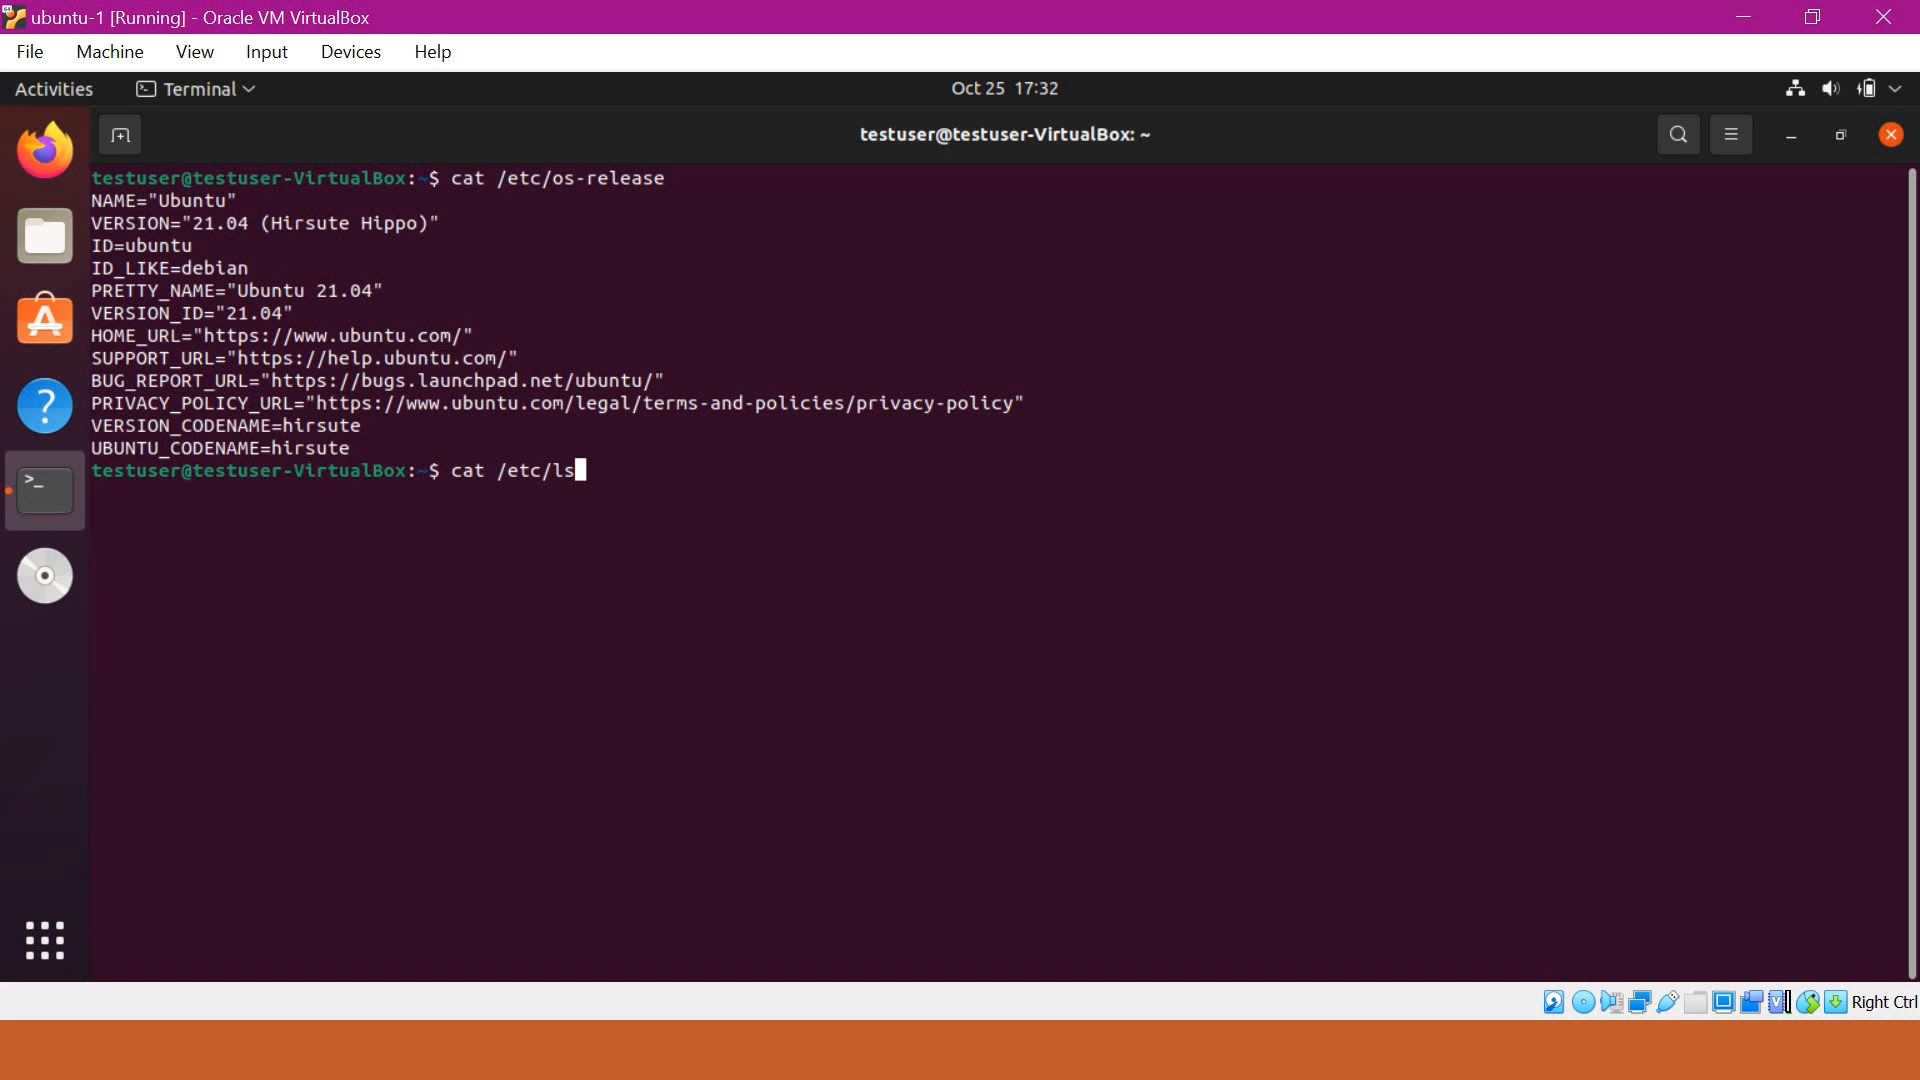 ubuntu-1 [Running] - Oracle VM VirtualBox
File Machine View Input Devices Help
Activities Terminal Oct 25 17:32
testuser@testuser-VirtualBox: ~
testuser@testuser-VirtualBox:~$ cat /etc/os-release
NAME="Ubuntu"
VERSION="21.04 (Hirsute Hippo)"
ID=ubuntu
ID_LIKE=debian
PRETTY_NAME="Ubuntu 21.04"
VERSION_ID="21.04"
HOME_URL="https://www.ubuntu.com/"
SUPPORT_URL="https://help.ubuntu.com/"
BUG_REPORT_URL="https://bugs.launchpad.net/ubuntu/"
PRIVACY_POLICY_URL="https://www.ubuntu.com/legal/terms-and-policies/privacy-policy"
VERSION_CODENAME=hirsute
UBUNTU_CODENAME=hirsute
testuser@testuser-VirtualBox:~$ cat /etc/ls
Right Ctrl